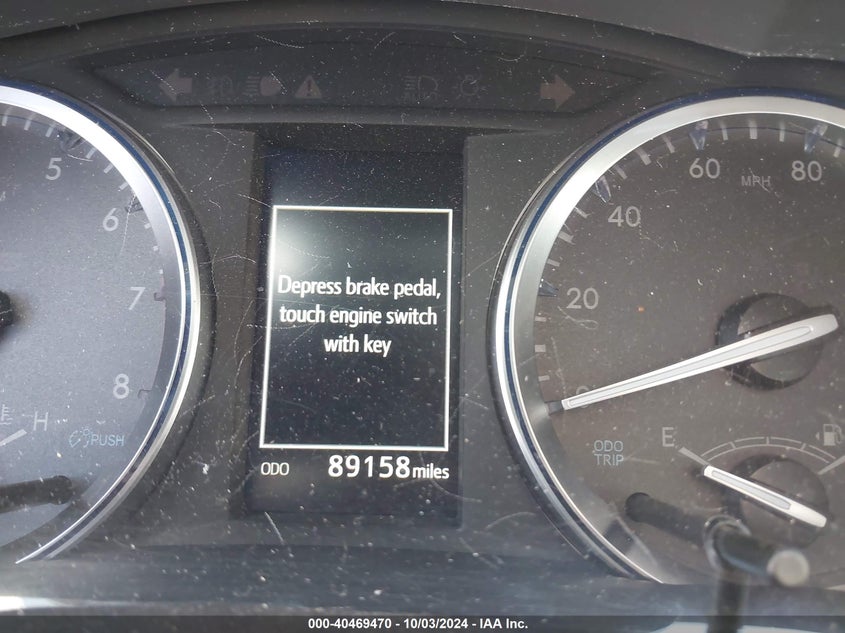 5
6
7
8
H
PUSH
Depress brake pedal,
touch engine switch
with key
ODO 89158 miles
60 80
MPH
40
20
ODO
TRIP
E
000-40469470 - 10/03/2024 - IAA Inc.